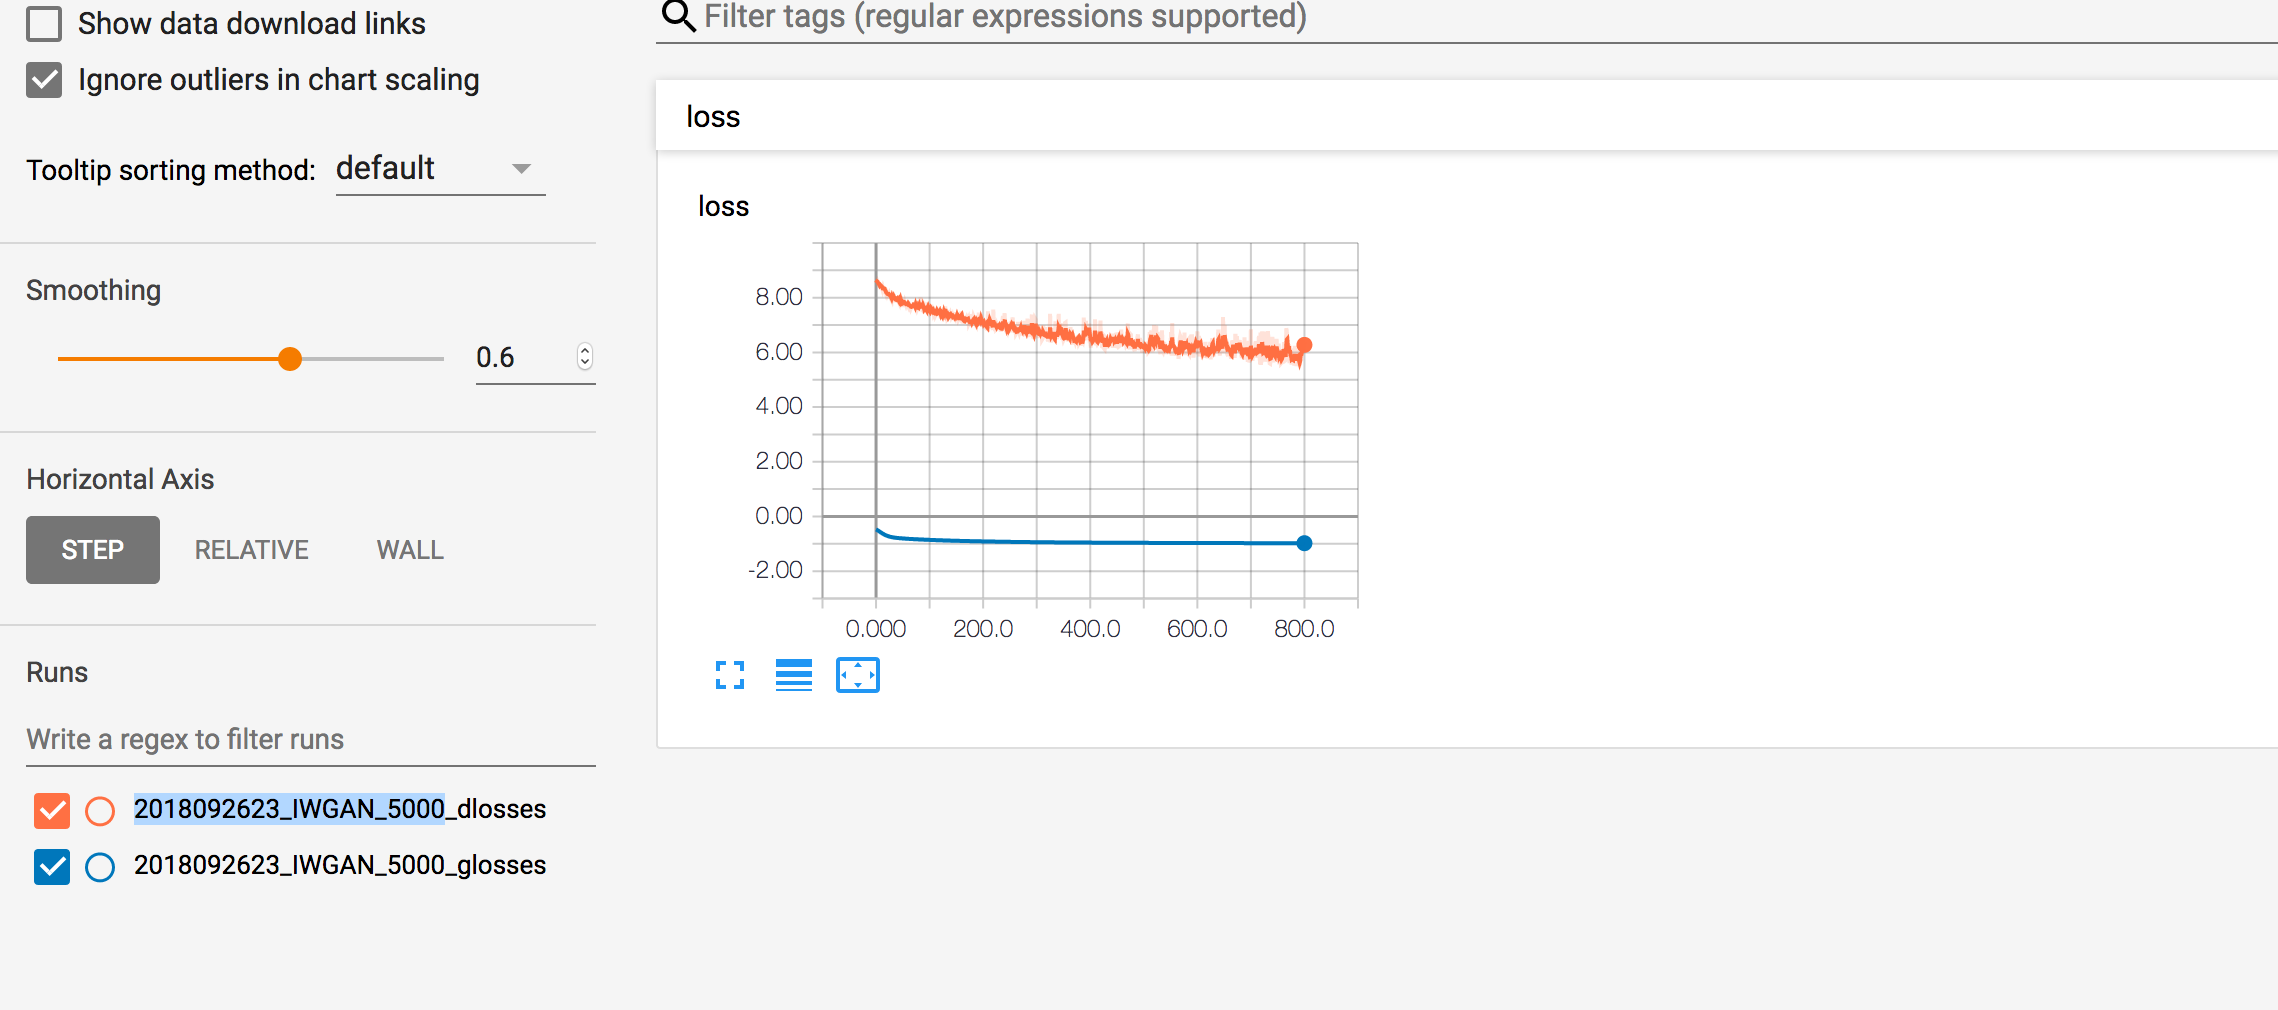 Show data download links
Ignore outliers in chart scaling
Tooltip sorting method: default
Smoothing
0.6
Horizontal Axis
STEP RELATIVE WALL
Runs
Write a regex to filter runs
2018092623_IWGAN_5000_dlosses
2018092623_IWGAN_5000_glosses
Filter tags (regular expressions supported)
loss
loss
8.00
6.00
4.00
2.00
0.00
-2.00
0.000 200.0 400.0 600.0 800.0